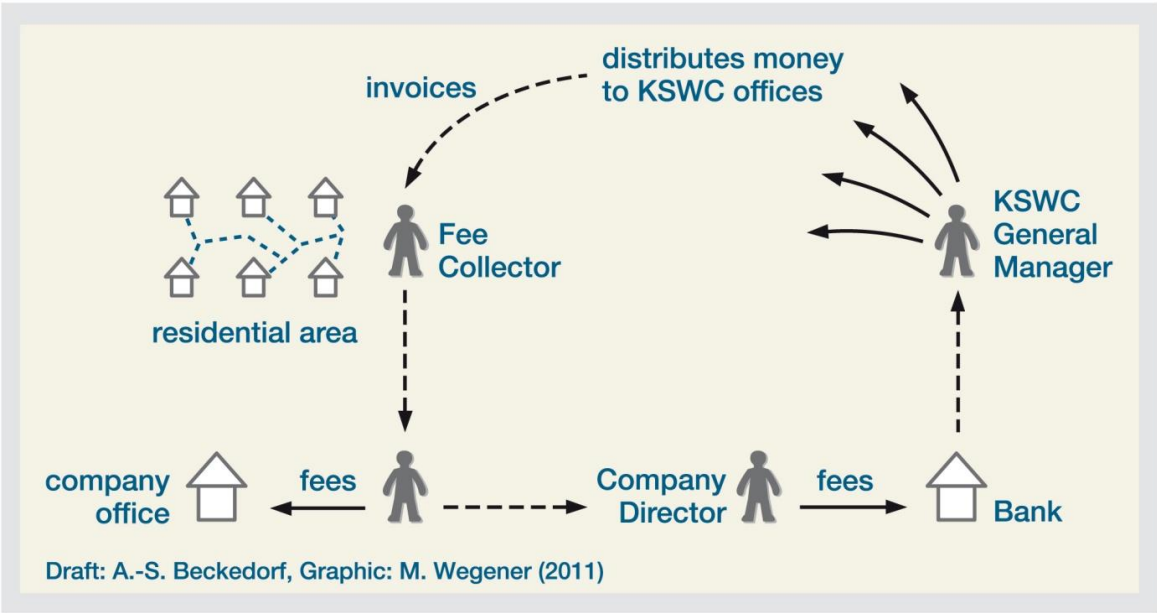 distributes money
to KSWC offices
invoices
KSWC
General
Manager
Fee
Collector
residential area
company
office
fees
Company
Director
fees
Bank
Draft: A.-S. Beckedorf, Graphic: M. Wegener (2011)